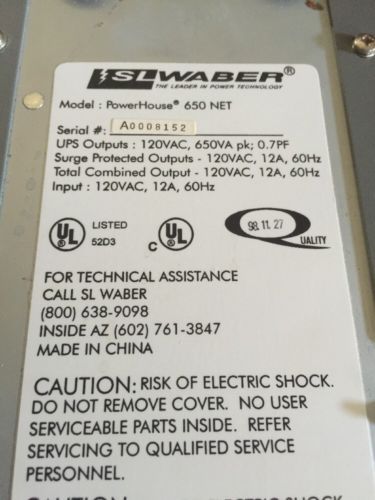 SL WABER®
THE LEADER IN POWER TECHNOLOGY
Model : PowerHouse® 650 NET
Serial #: A0008152
UPS Outputs : 120VAC, 650VA pk; 0.7PF
Surge Protected Outputs - 120VAC, 12A, 60Hz
Total Combined Output - 120VAC, 12A, 60Hz
Input : 120VAC, 12A, 60Hz
UL LISTED 52D3 C UL 98.11.27 QUALITY
FOR TECHNICAL ASSISTANCE
CALL SL WABER
(800) 638-9098
INSIDE AZ (602) 761-3847
MADE IN CHINA
CAUTION: RISK OF ELECTRIC SHOCK.
DO NOT REMOVE COVER. NO USER
SERVICEABLE PARTS INSIDE. REFER
SERVICING TO QUALIFIED SERVICE
PERSONNEL.